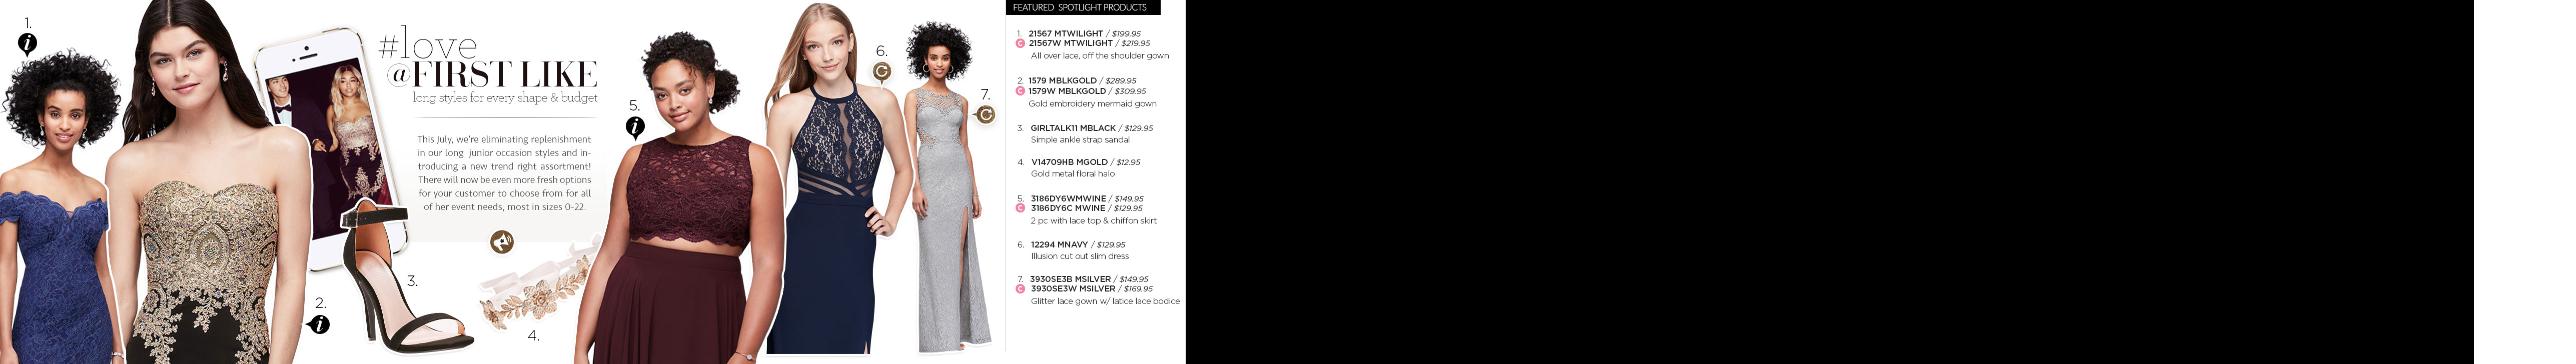 1.
i
#love
@FIRST LIKE
long styles for every shape & budget
This July, we're eliminating replenishment
in our long junior occasion styles and in-
troducing a new trend right assortment!
There will now be even more fresh options
for your customer to choose from for all
of her event needs, most in sizes 0-22.
2.
i
3.
4.
5.
i
6.
7.
FEATURED SPOTLIGHT PRODUCTS
1. 21567 MTWILIGHT / $199.95
C 21567W MTWILIGHT / $219.95
All over lace, off the shoulder gown
2. 1579 MBLKGOLD / $289.95
C 1579W MBLKGOLD / $309.95
Gold embroidery mermaid gown
3. GIRLTALK11 MBLACK / $129.95
Simple ankle strap sandal
4. V14709HB MGOLD / $12.95
Gold metal floral halo
5. 3186DY6WMWINE / $149.95
C 3186DY6C MWINE / $129.95
2 pc with lace top & chiffon skirt
6. 12294 MNAVY / $129.95
Illusion cut out slim dress
7. 3930SE3B MSILVER / $149.95
C 3930SE3W MSILVER / $169.95
Glitter lace gown w/ latice lace bodice